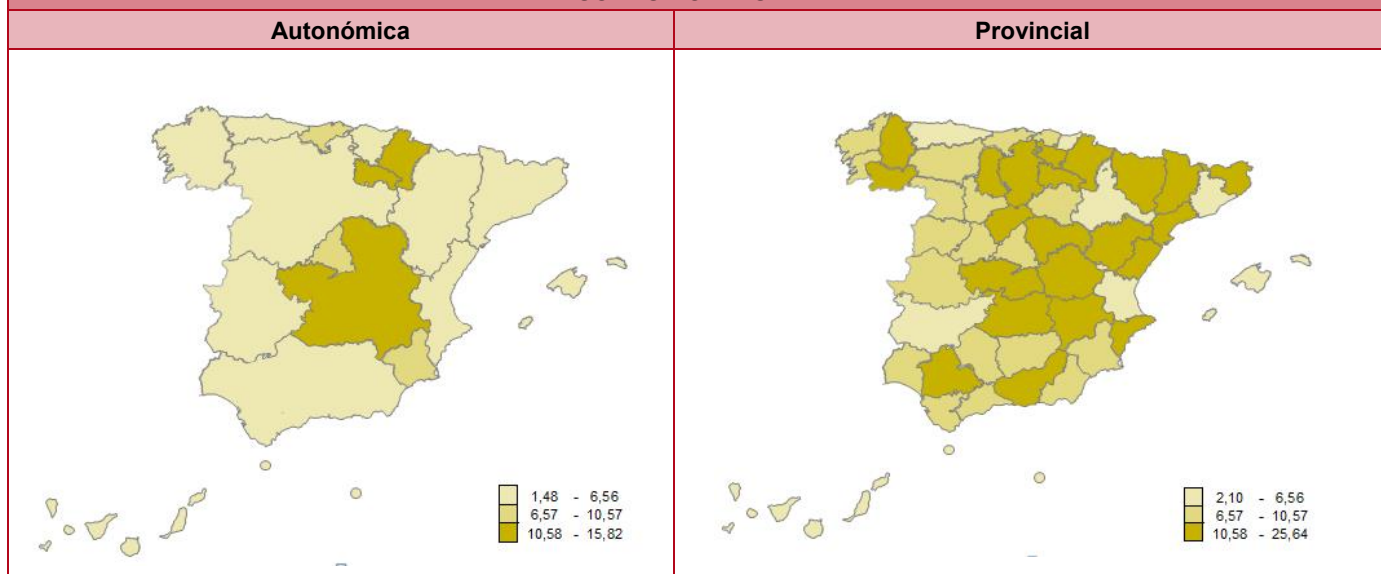 Autonómica
Provincial
1,48 - 6,56
6,57 - 10,57
10,58 - 15,82
2,10 - 6,56
6,57 - 10,57
10,58 - 25,64